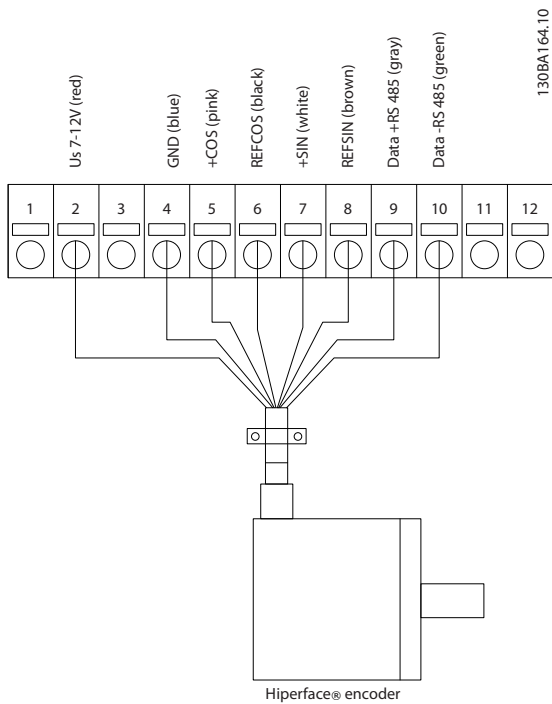 130BA164.10
Us 7-12V (red)
GND (blue)
+COS (pink)
REFCOS (black)
+SIN (white)
REFSIN (brown)
Data +RS 485 (gray)
Data -RS 485 (green)
1 2 3 4 5 6 7 8 9 10 11 12
Hiperface® encoder